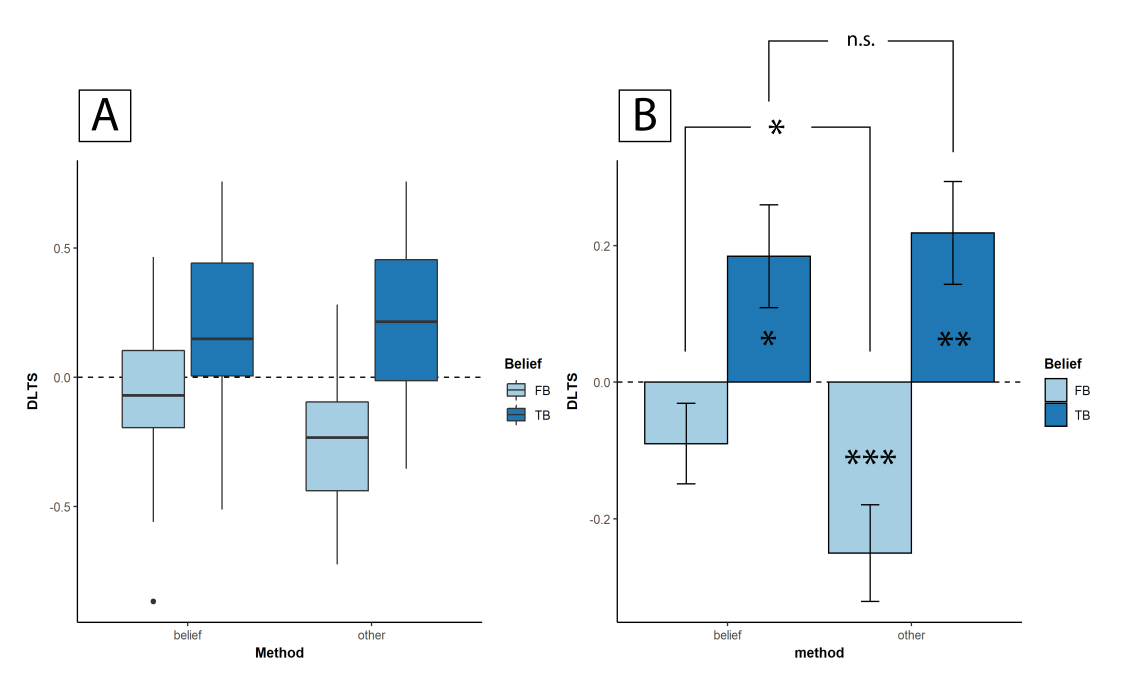 A
0.5
0.0
-0.5
DLTS
belief
other
Method
Belief
FB
TB
B
n.s.
*
0.2
0.0
-0.2
DLTS
*
**
***
belief
other
method
Belief
FB
TB